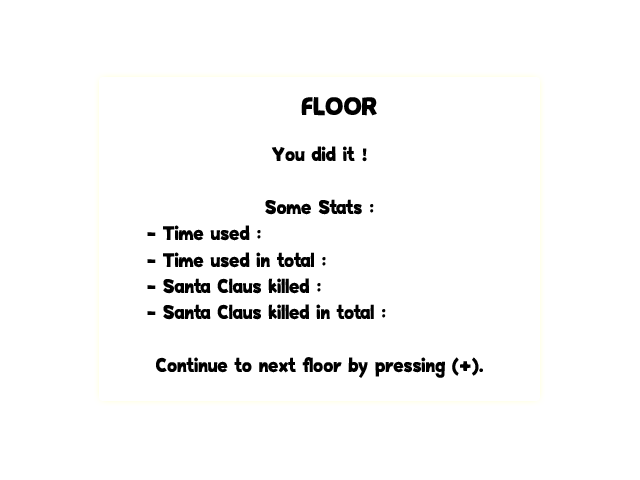 FLOOR
You did it !
Some Stats :
- Time used :
- Time used in total :
- Santa Claus killed :
- Santa Claus killed in total :
Continue to next floor by pressing (+).